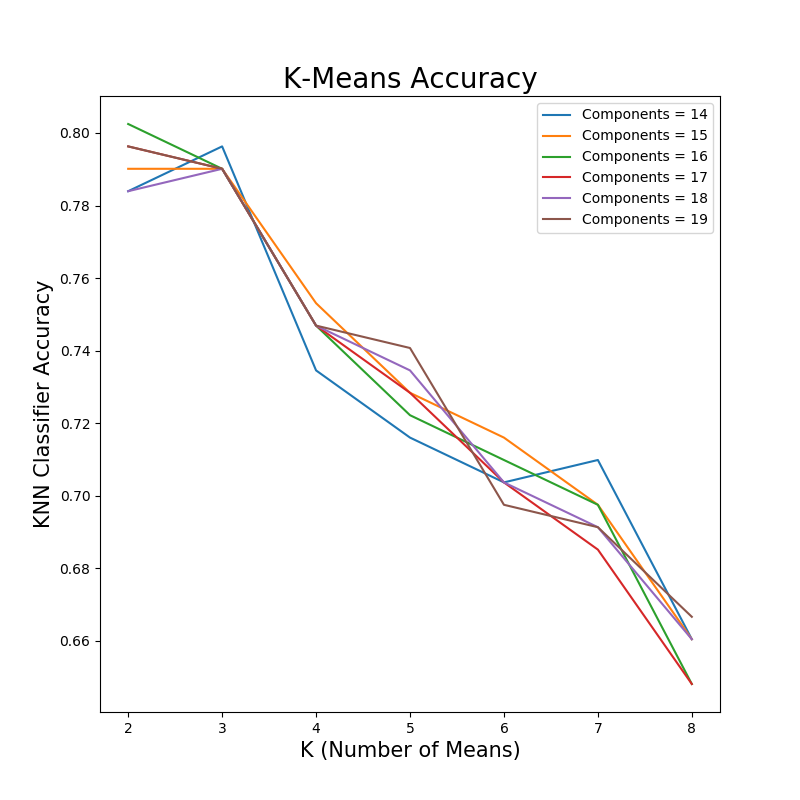 K-Means Accuracy
Components = 14
Components = 15
Components = 16
Components = 17
Components = 18
Components = 19
KNN Classifier Accuracy
0.80
0.78
0.76
0.74
0.72
0.70
0.68
0.66
2 3 4 5 6 7 8
K (Number of Means)